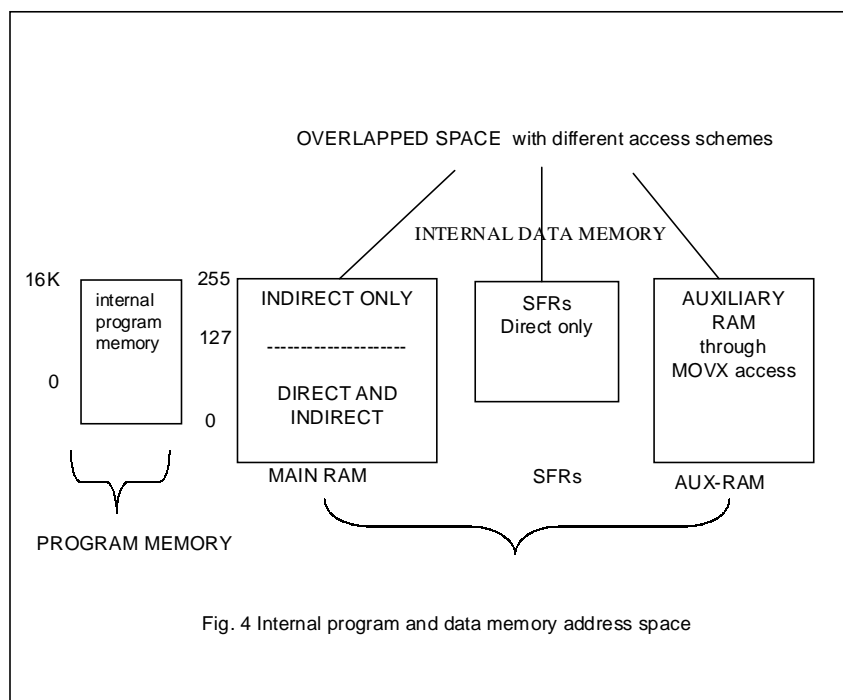 OVERLAPPED SPACE with different access schemes
INTERNAL DATA MEMORY
16K
internal
program
memory
0
PROGRAM MEMORY
255
127
0
INDIRECT ONLY
---------------------
DIRECT AND
INDIRECT
MAIN RAM
SFRs
Direct only
SFRs
AUXILIARY
RAM
through
MOVX access
AUX-RAM
Fig. 4 Internal program and data memory address space